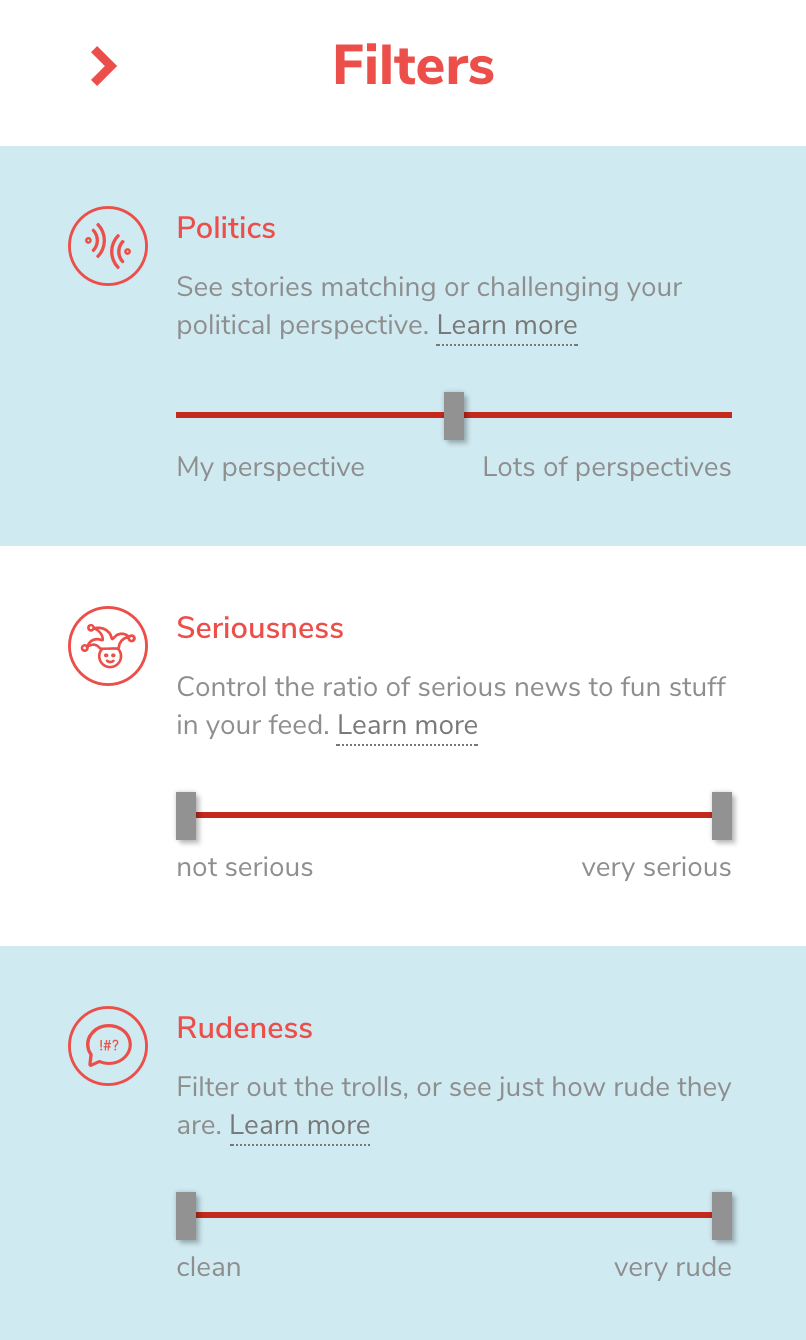 Filters
Politics
See stories matching or challenging your
political perspective. Learn more
My perspective Lots of perspectives
Seriousness
Control the ratio of serious news to fun stuff
in your feed. Learn more
not serious very serious
!#?
Rudeness
Filter out the trolls, or see just how rude they
are. Learn more
clean very rude